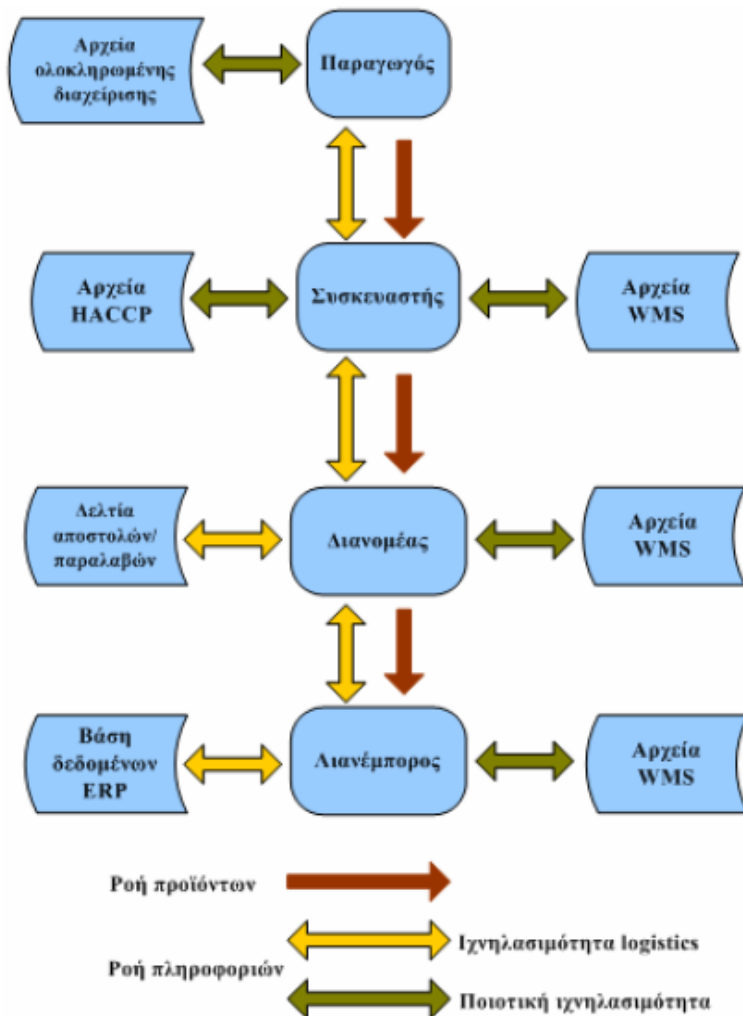 Αρχεία
ολοκληρωμένης
διαχείρισης
Παραγωγός
Αρχεία
HACCP
Συσκευαστής
Αρχεία
WMS
Δελτία
αποστολών/
παραλαβών
Διανομέας
Αρχεία
WMS
Βάση
δεδομένων
ERP
Λιανέμπορος
Αρχεία
WMS
Ροή προϊόντων
Ιχνηλασιμότητα logistics
Ροή πληροφοριών
Ποιοτική ιχνηλασιμότητα